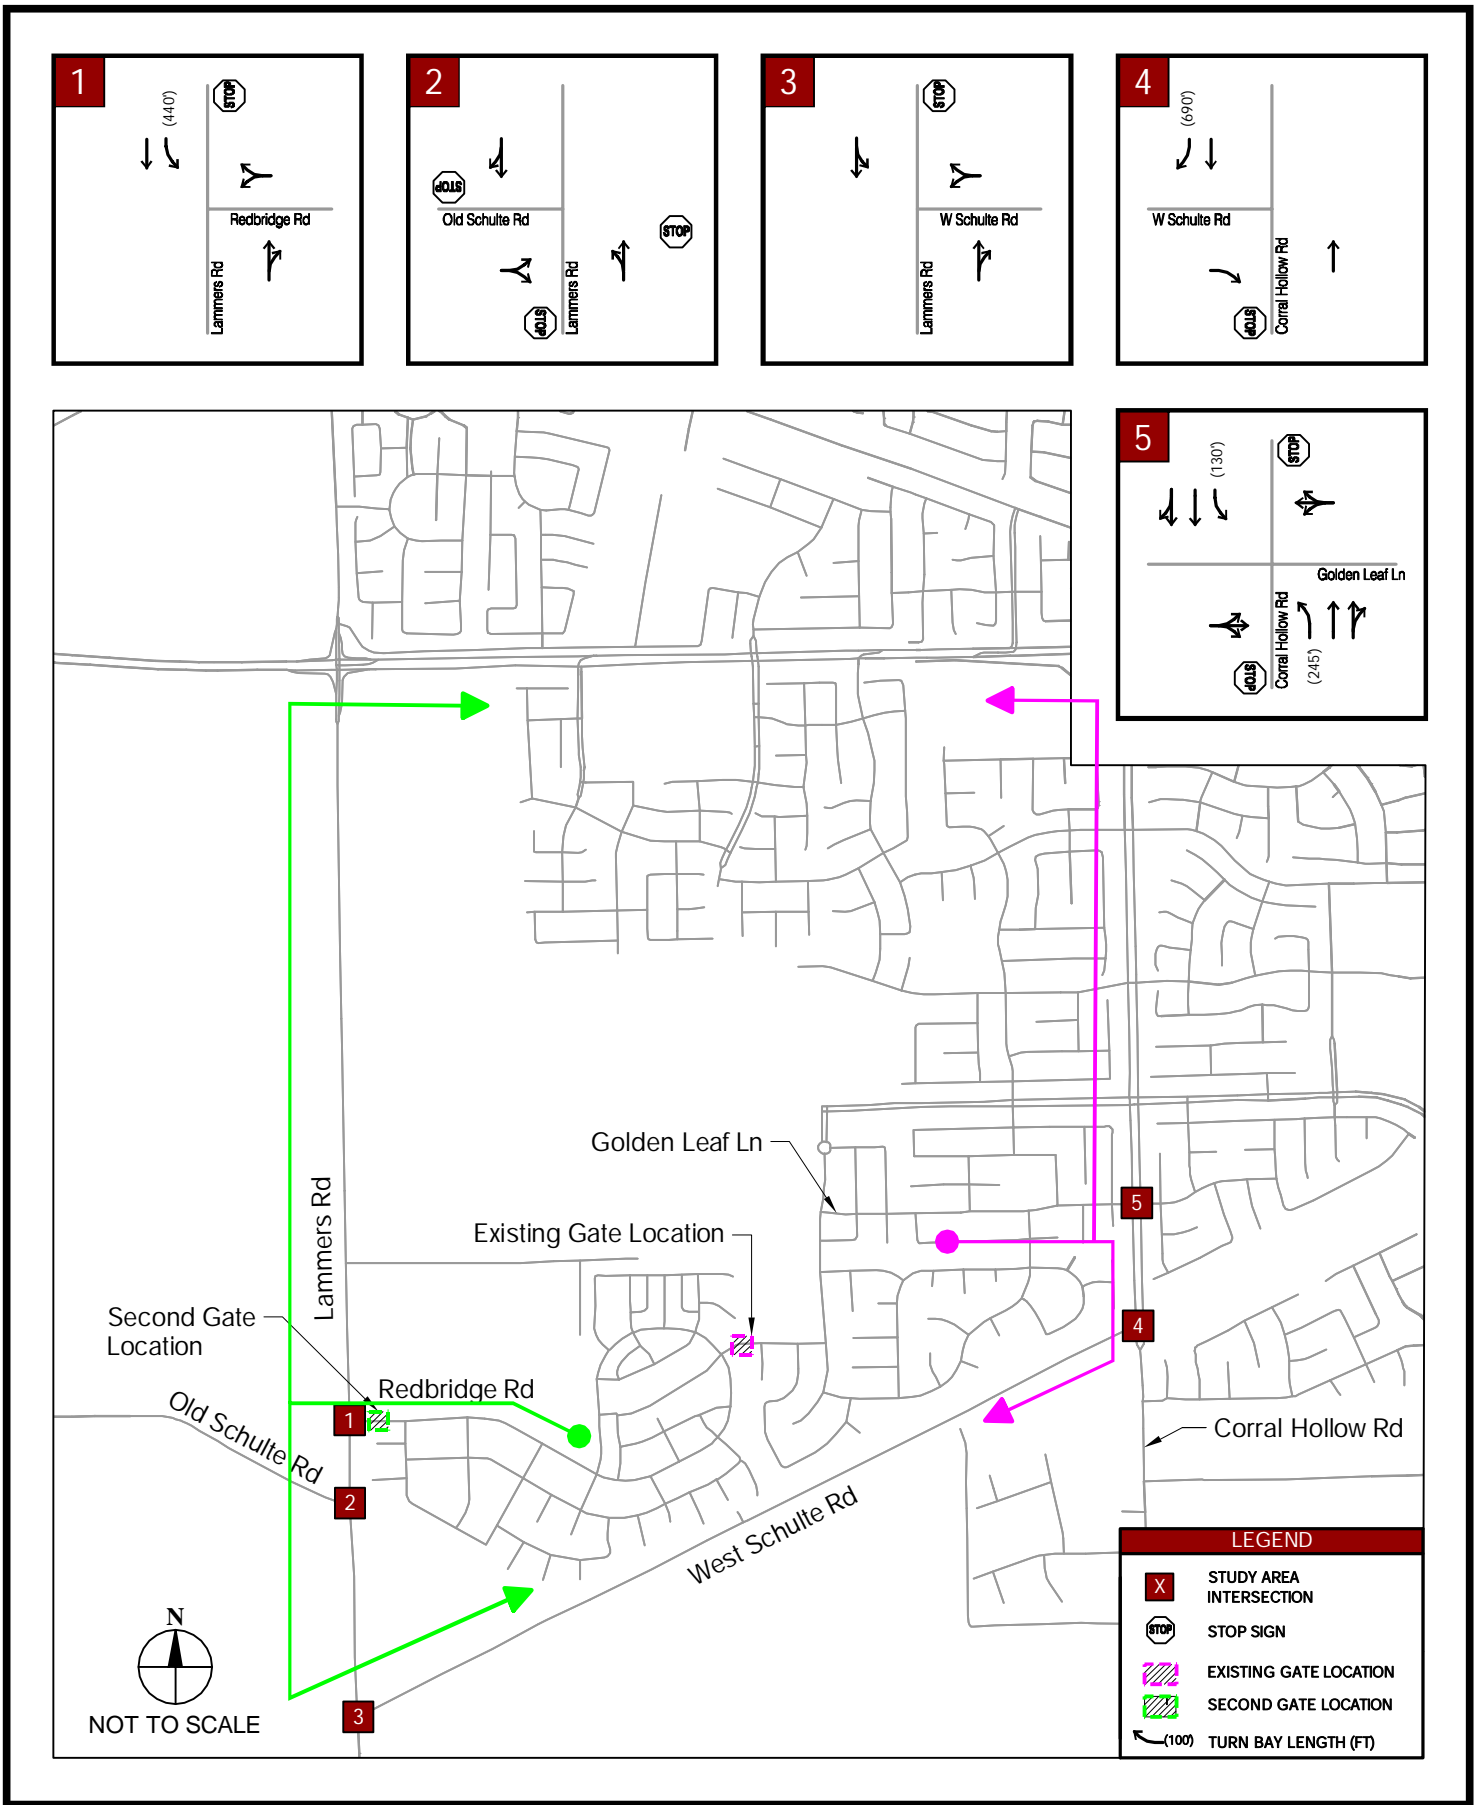 1
(440')
STOP
Redbridge Rd
Lammers Rd
2
STOP
Old Schulte Rd
STOP
STOP
Lammers Rd
3
STOP
W Schulte Rd
Lammers Rd
4
(690')
W Schulte Rd
STOP
Corral Hollow Rd
5
(130')
STOP
Golden Leaf Ln
Corral Hollow Rd
(245')
STOP
Golden Leaf Ln
Lammers Rd
5
Existing Gate Location
Second Gate
Location
4
Redbridge Rd
Old Schulte Rd
1
Corral Hollow Rd
2
West Schulte Rd
3
N
NOT TO SCALE
LEGEND
X
STUDY AREA
INTERSECTION
STOP
STOP SIGN
EXISTING GATE LOCATION
SECOND GATE LOCATION
(100')
TURN BAY LENGTH (FT)